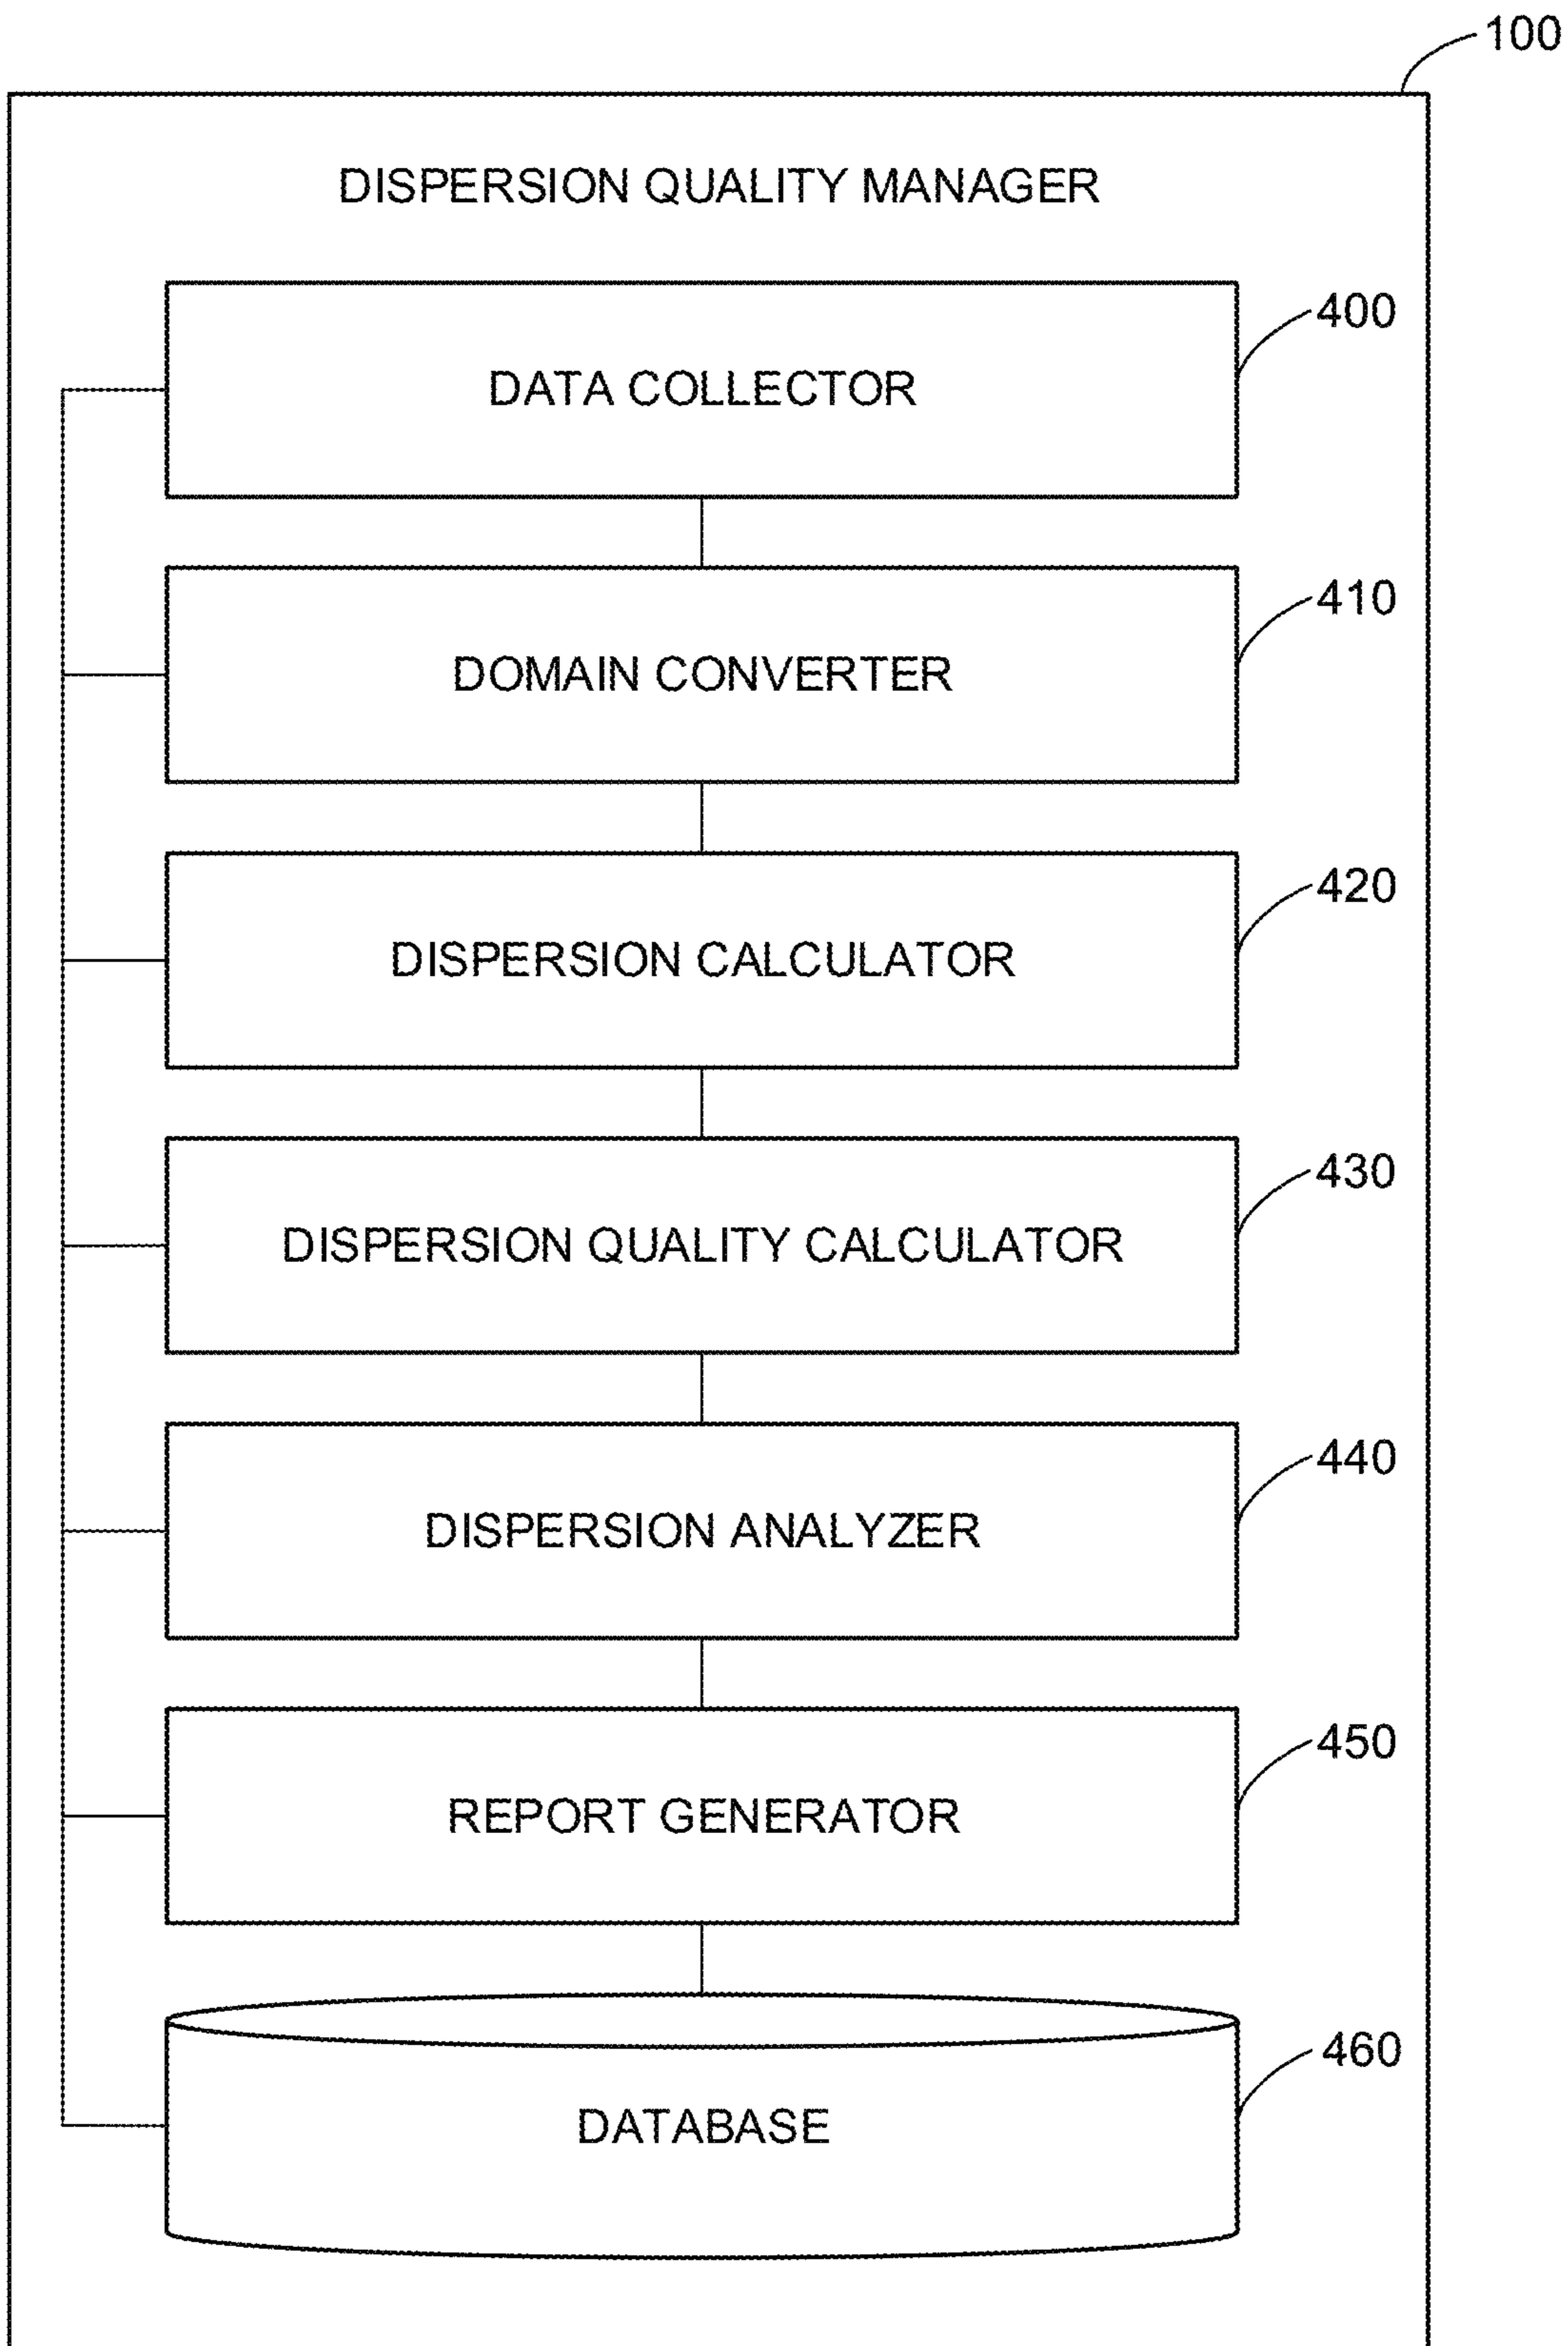 100
DISPERSION QUALITY MANAGER
400
DATA COLLECTOR
410
DOMAIN CONVERTER
420
DISPERSION CALCULATOR
430
DISPERSION QUALITY CALCULATOR
440
DISPERSION ANALYZER
450
REPORT GENERATOR
460
DATABASE